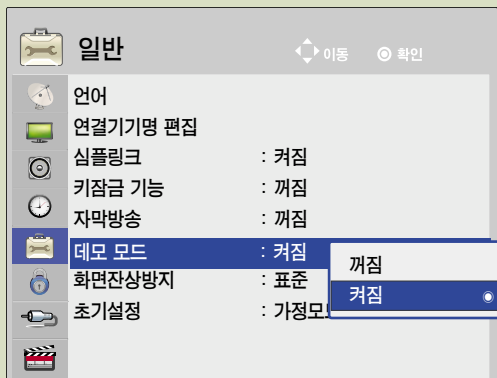 일반 이동 확인
언어
연결기기명 편집
심플링크 : 켜짐
키잠금 기능 : 꺼짐
자막방송 : 꺼짐
데모 모드 : 켜짐
꺼짐
켜짐
화면잔상방지 : 표준
초기설정 : 가정모